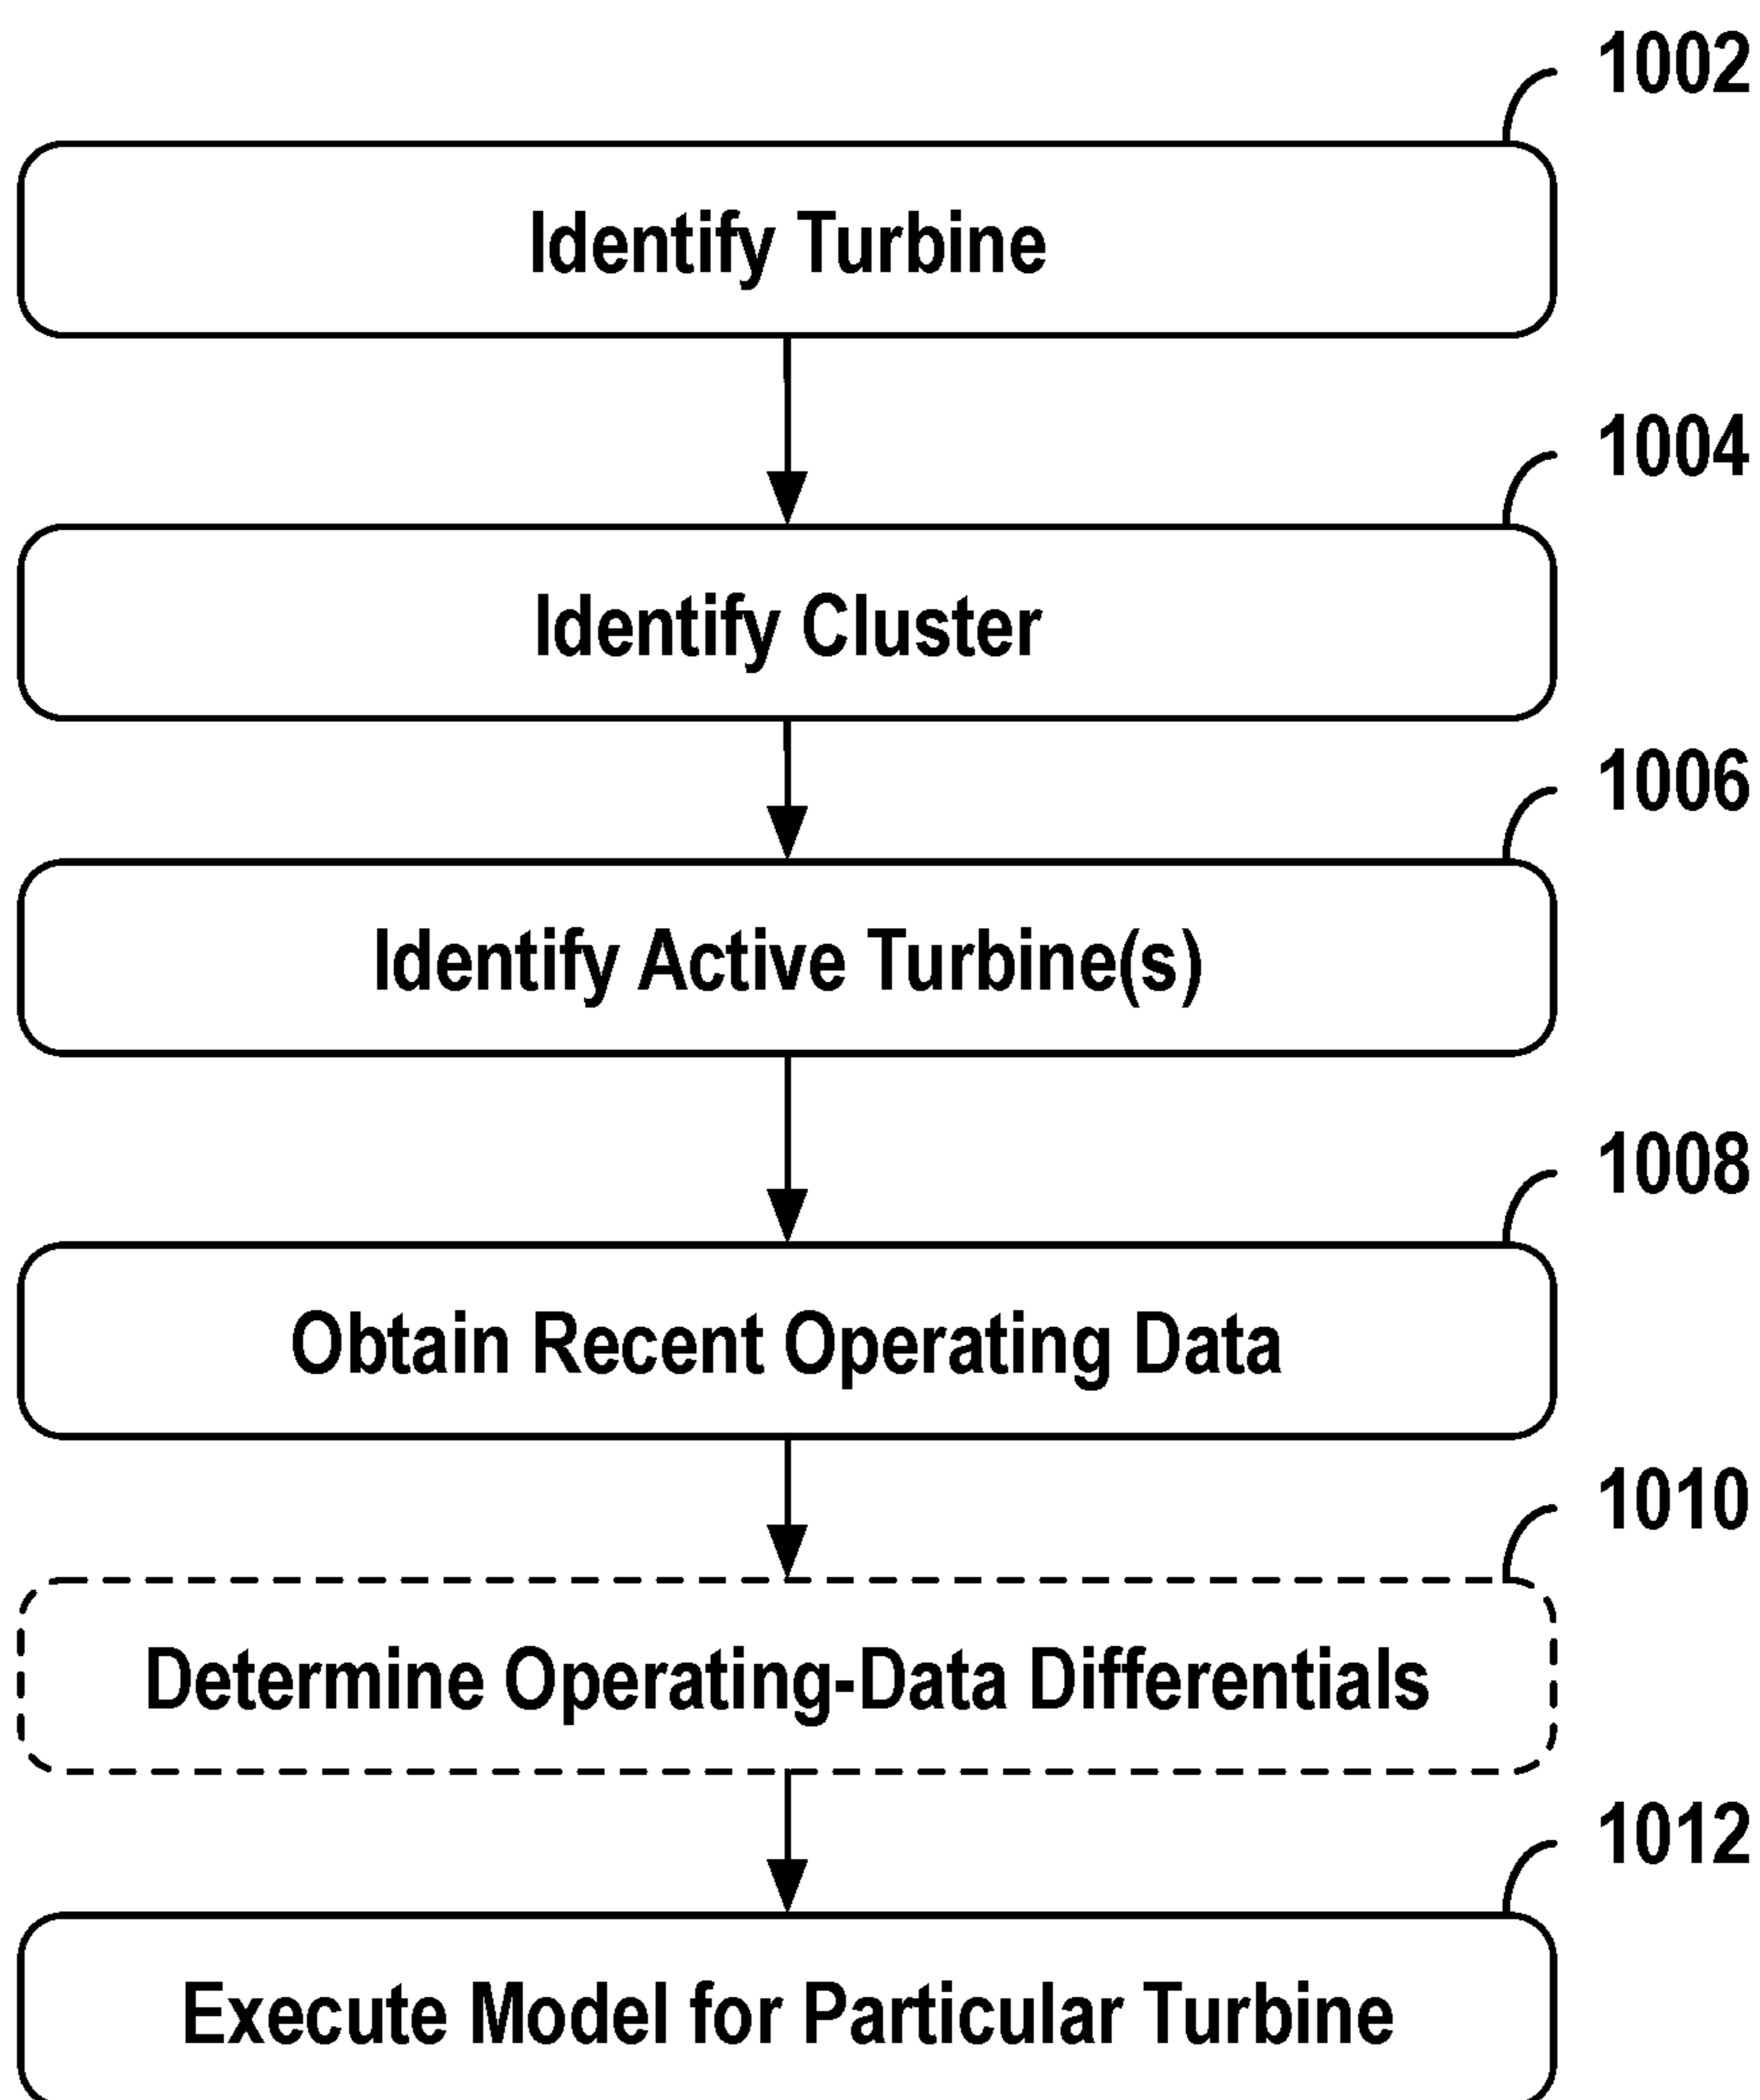 1002
Identify Turbine
1004
Identify Cluster
1006
Identify Active Turbine(s)
1008
Obtain Recent Operating Data
1010
Determine Operating-Data Differentials
1012
Execute Model for Particular Turbine